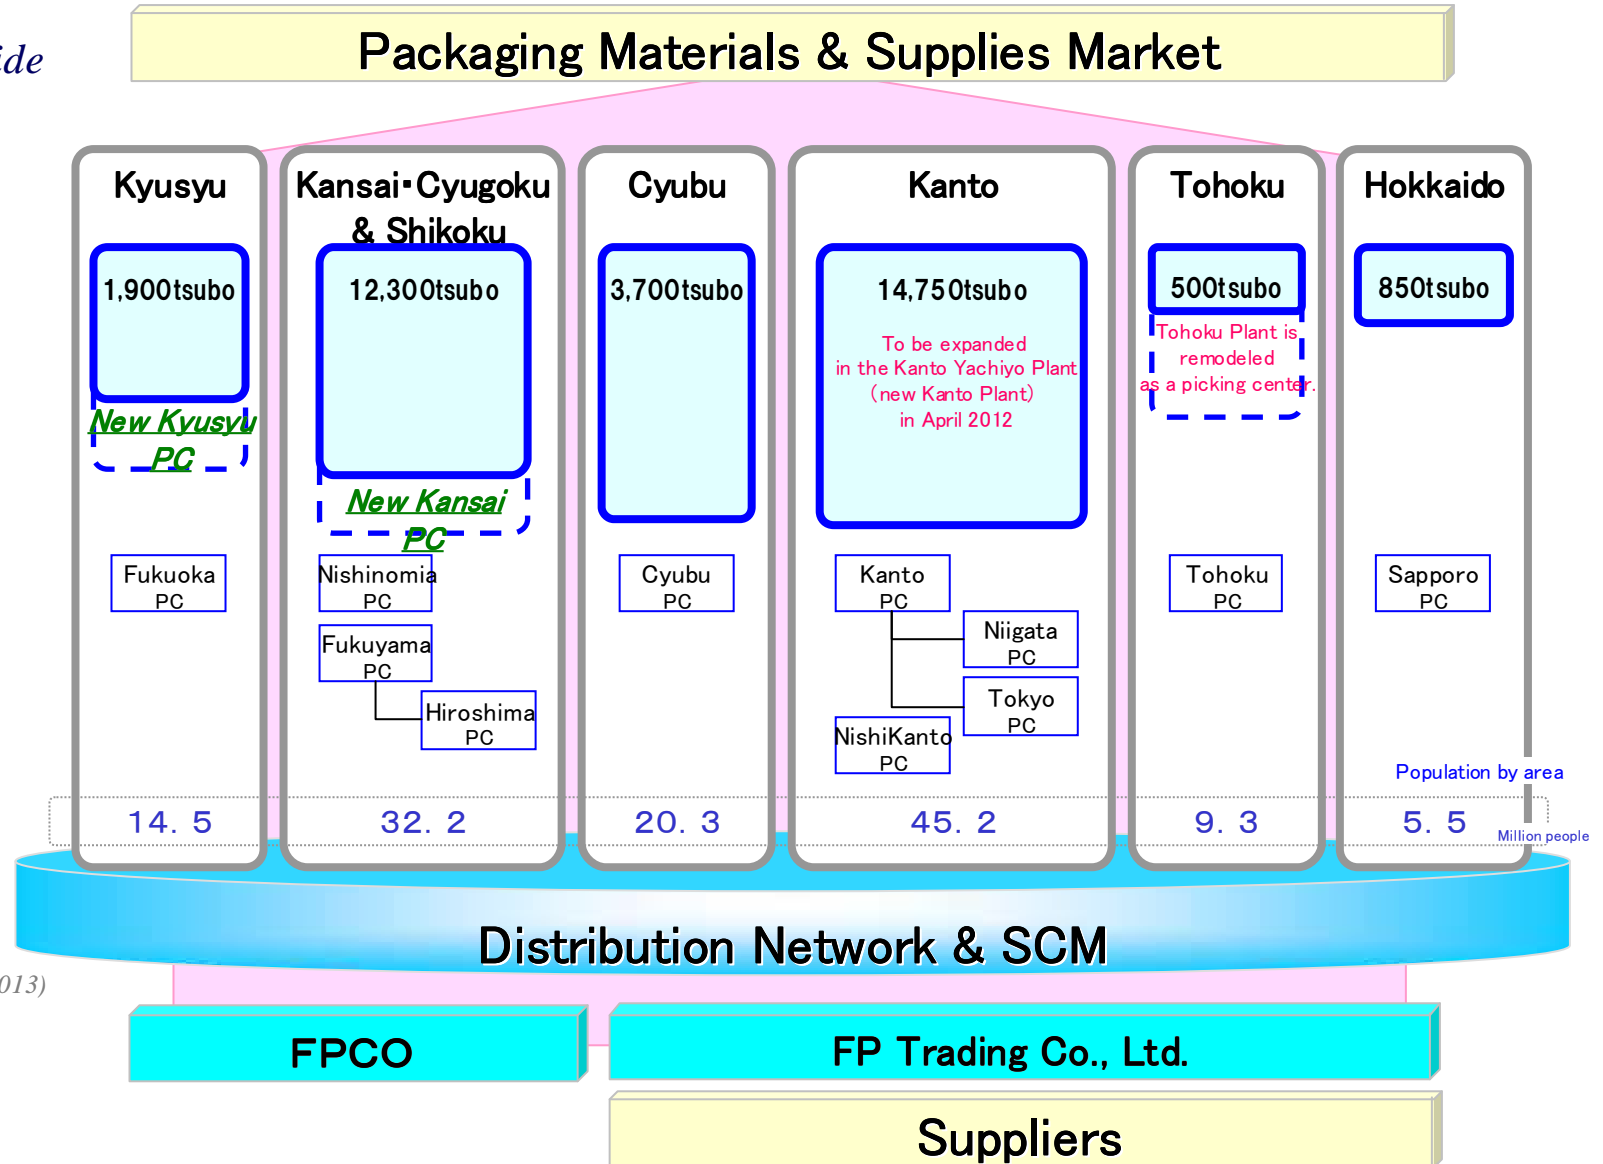 ide
Packaging Materials & Supplies Market
Kyusyu
Kansai・Cyugoku
& Shikoku
Cyubu
Kanto
Tohoku
Hokkaido
1,900tsubo
12,300tsubo
3,700tsubo
14,750tsubo
500tsubo
850tsubo
To be expanded
in the Kanto Yachiyo Plant
(new Kanto Plant)
in April 2012
Tohoku Plant is
remodeled
as a picking center.
New Kyusyu
PC
New Kansai
PC
Fukuoka
PC
Nishinomia
PC
Fukuyama
PC
Hiroshima
PC
Cyubu
PC
Kanto
PC
Niigata
PC
Tokyo
PC
NishiKanto
PC
Tohoku
PC
Sapporo
PC
Population by area
14. 5
32. 2
20. 3
45. 2
9. 3
5. 5
Million people
Distribution Network & SCM
013)
FPCO
FP Trading Co., Ltd.
Suppliers